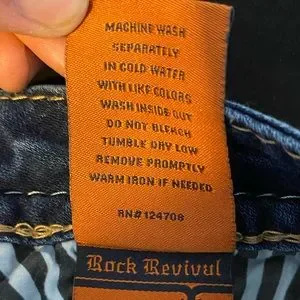 MACHINE WASH
SEPARATELY
IN COLD WATER
WITH LIKE COLORS
WASH INSIDE OUT
DO NOT BLEACH
TUMBLE DRY LOW
REMOVE PROMPTLY
WARM IRON IF NEEDED
RN# 124708
Rock Revival